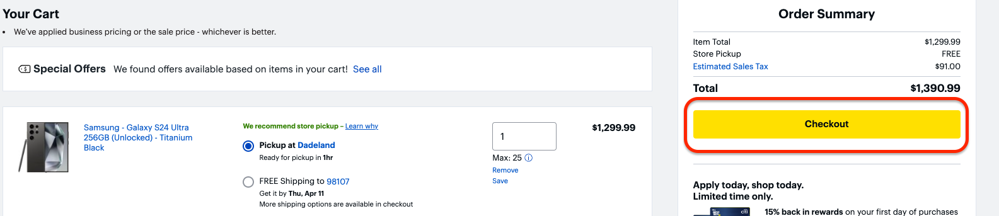 Your Cart
• We've applied business pricing or the sale price - whichever is better.
Special Offers We found offers available based on items in your cart! See all
Samsung - Galaxy S24 Ultra
256GB (Unlocked) - Titanium
Black
We recommend store pickup – Learn why
Pickup at Dadeland
Ready for pickup in 1hr
FREE Shipping to 98107
Get it by Thu, Apr 11
More shipping options are available in checkout
1
Max: 25
Remove
Save
$1,299.99
Order Summary
Item Total $1,299.99
Store Pickup FREE
Estimated Sales Tax $91.00
Total $1,390.99
Checkout
Apply today, shop today.
Limited time only.
citi
15% back in rewards on your first day of purchases